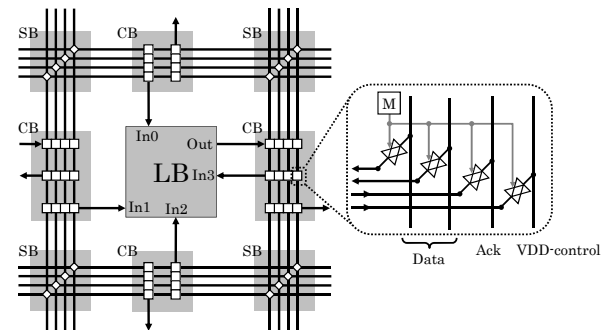 SB
CB
SB
M
CB
CB
In0
Out
LB
In3
In1
In2
SB
CB
SB
Data
Ack
VDD-control